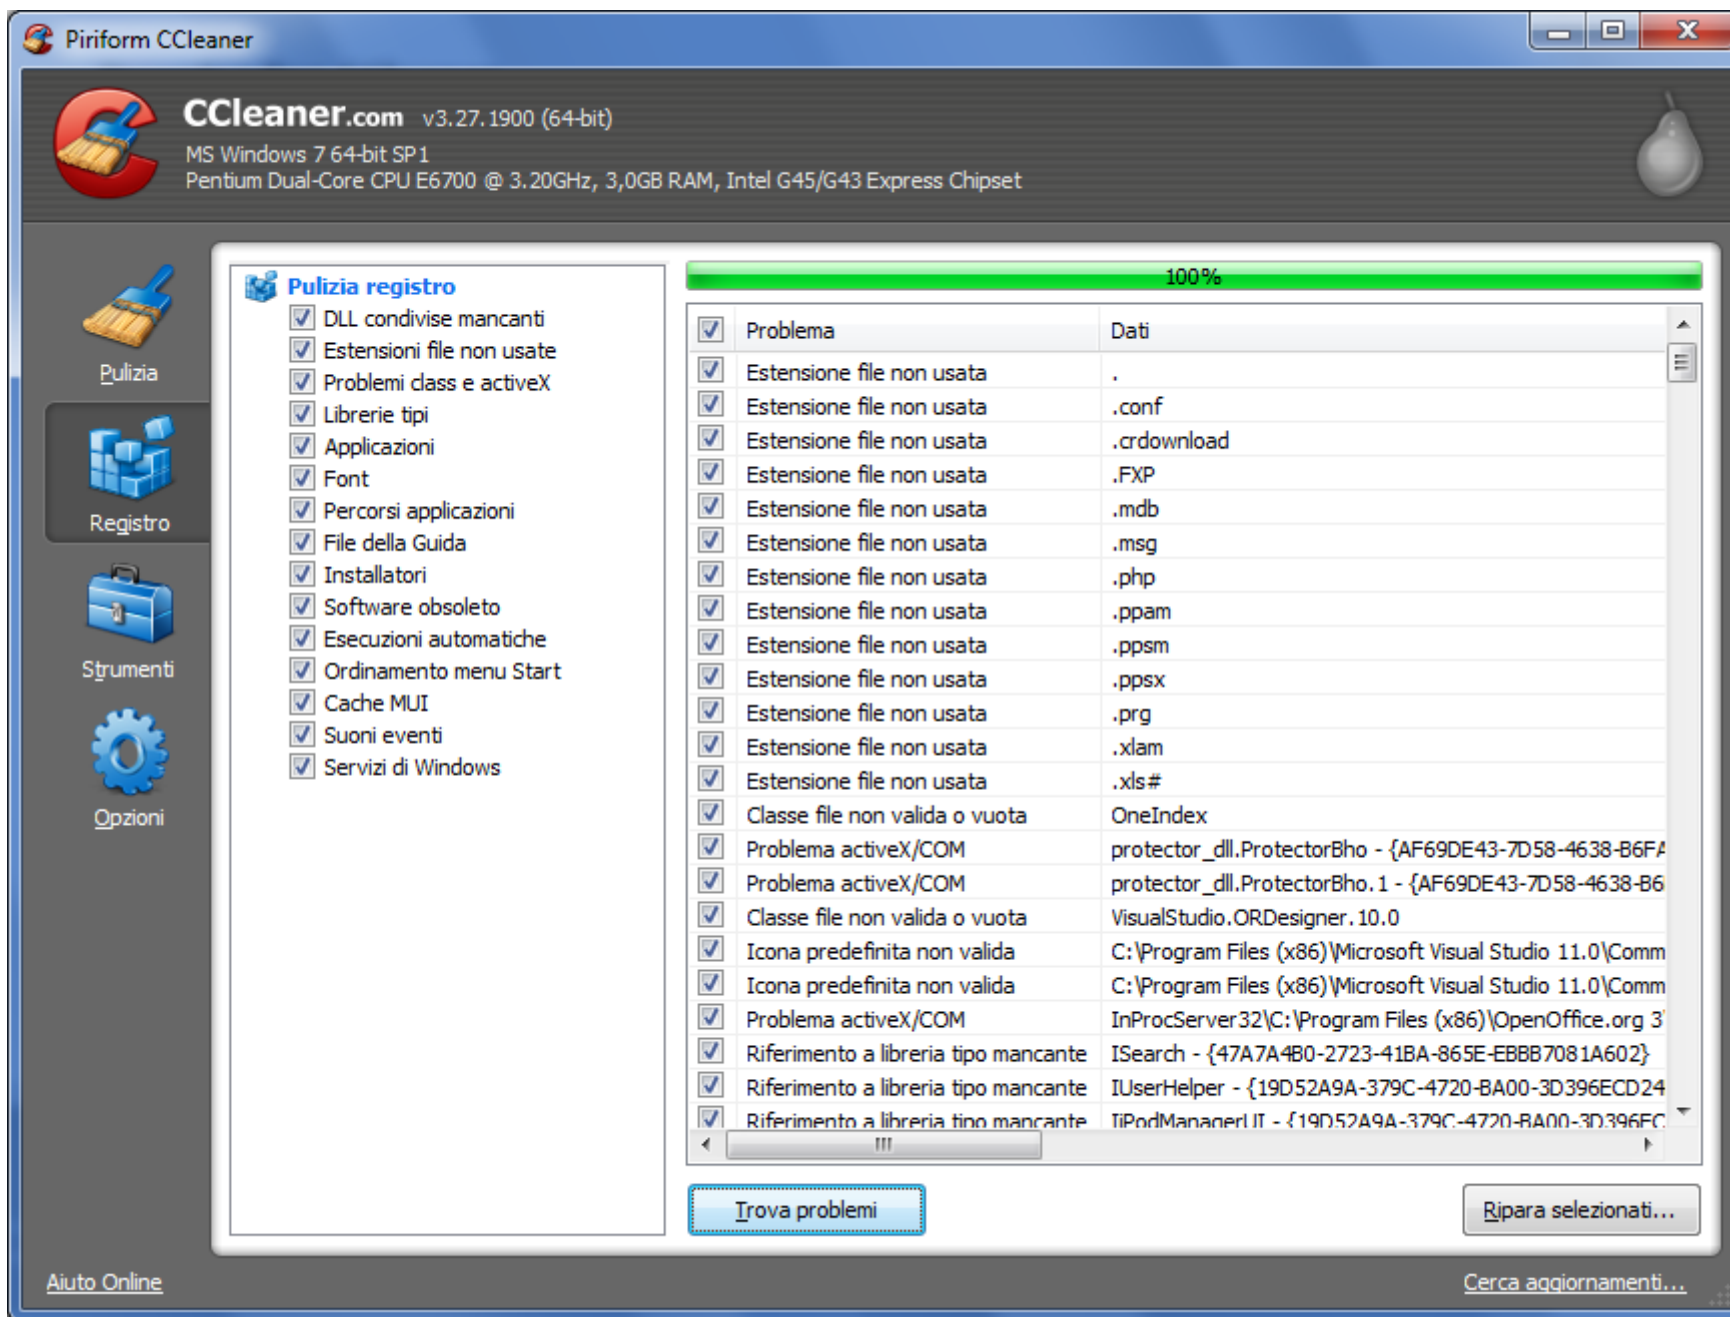 Piriform CCleaner
CCleaner.com v3.27.1900 (64-bit)
MS Windows 7 64-bit SP1
Pentium Dual-Core CPU E6700 @ 3.20GHz, 3,0GB RAM, Intel G45/G43 Express Chipset
Pulizia
Registro
Strumenti
Opzioni
Pulizia registro
DLL condivise mancanti
Estensioni file non usate
Problemi class e activeX
Librerie tipi
Applicazioni
Font
Percorsi applicazioni
File della Guida
Installatori
Software obsoleto
Esecuzioni automatiche
Ordinamento menu Start
Cache MUI
Suoni eventi
Servizi di Windows
100%
Problema Dati
Estensione file non usata .
Estensione file non usata .conf
Estensione file non usata .crdownload
Estensione file non usata .FXP
Estensione file non usata .mdb
Estensione file non usata .msg
Estensione file non usata .php
Estensione file non usata .ppam
Estensione file non usata .ppsm
Estensione file non usata .ppsx
Estensione file non usata .prg
Estensione file non usata .xlam
Estensione file non usata .xls#
Classe file non valida o vuota OneIndex
Problema activeX/COM protector_dll.ProtectorBho - {AF69DE43-7D58-4638-B6FA
Problema activeX/COM protector_dll.ProtectorBho.1 - {AF69DE43-7D58-4638-B6
Classe file non valida o vuota VisualStudio.ORDesigner.10.0
Icona predefinita non valida C:\Program Files (x86)\Microsoft Visual Studio 11.0\Comm
Icona predefinita non valida C:\Program Files (x86)\Microsoft Visual Studio 11.0\Comm
Problema activeX/COM InProcServer32\C:\Program Files (x86)\OpenOffice.org 3
Riferimento a libreria tipo mancante ISearch - {47A7A4B0-2723-41BA-865E-EBBB7081A602}
Riferimento a libreria tipo mancante IUserHelper - {19D52A9A-379C-4720-BA00-3D396ECD24
Riferimento a libreria tipo mancante IiPodManagerUI - {19D52A9A-379C-4720-BA00-3D396EC
Trova problemi
Ripara selezionati...
Aiuto Online
Cerca aggiornamenti...